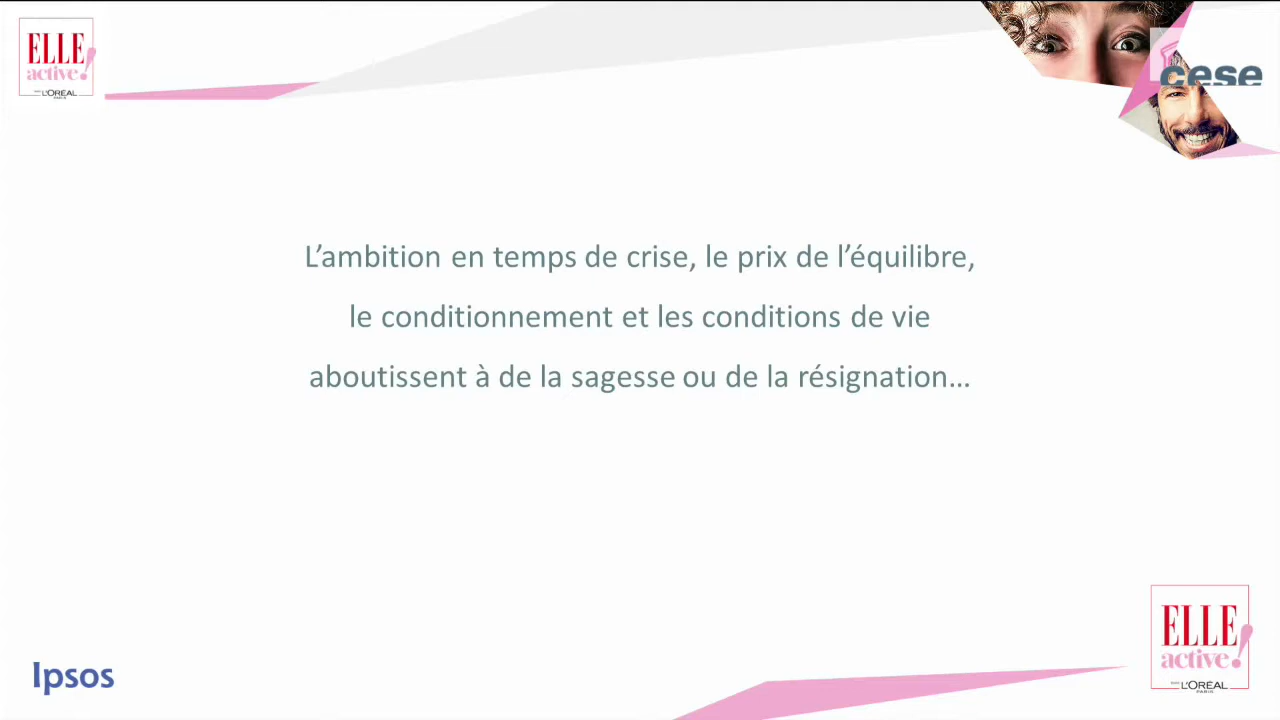 ELLE
active!
L'ORÉAL
PARIS
cese
L’ambition en temps de crise, le prix de l’équilibre,
le conditionnement et les conditions de vie
aboutissent à de la sagesse ou de la résignation…
Ipsos
ELLE
active!
L'ORÉAL
PARIS